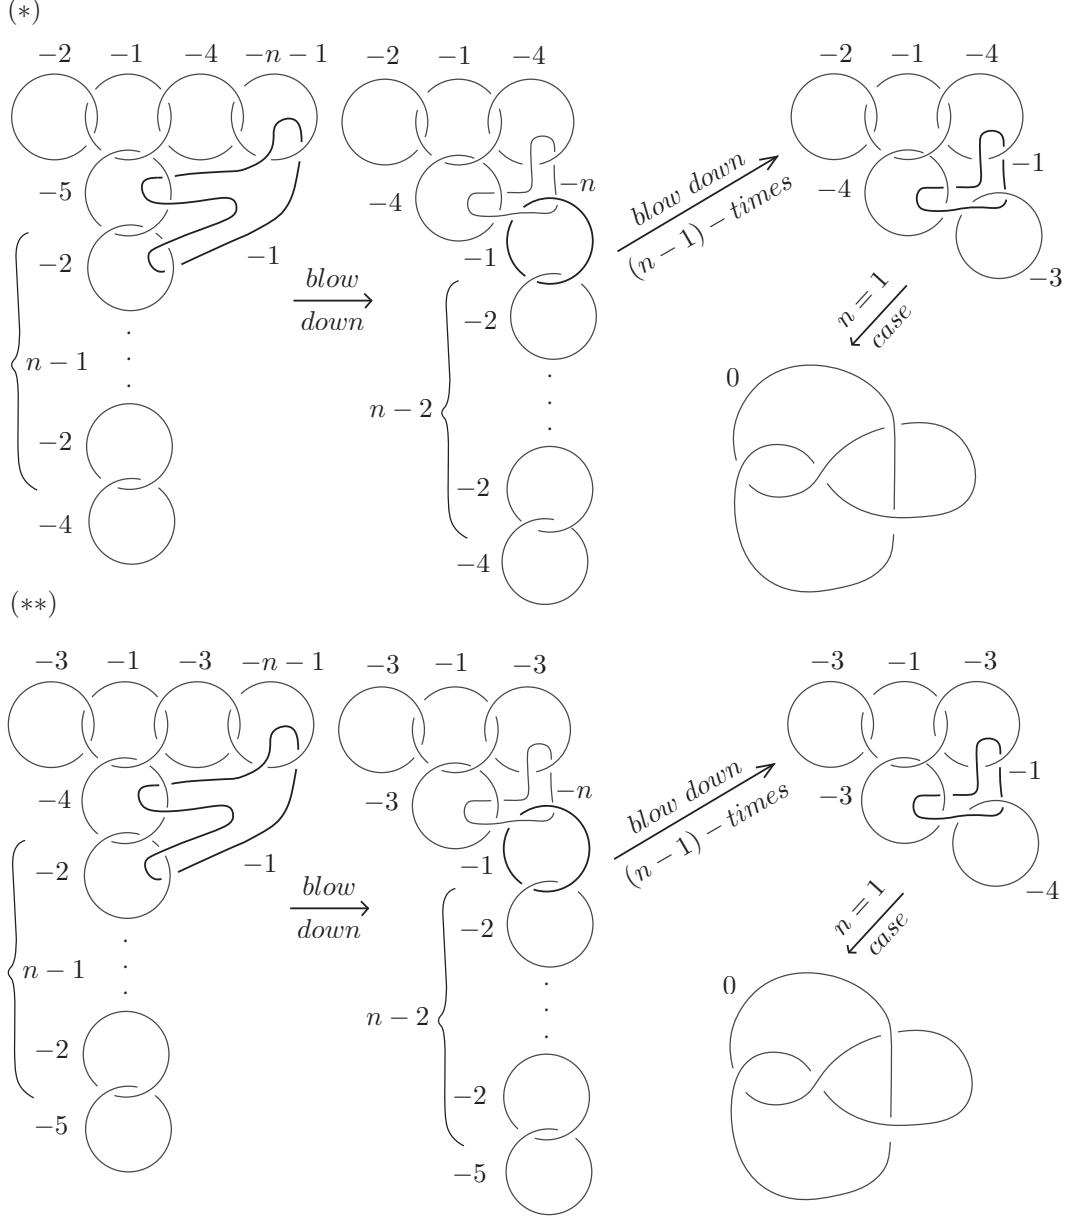 (∗)
−2 −1 −4 −n − 1
−2 −1 −4
−2 −1 −4
−5
−4
−n
blow down
(n − 1) − times
−1
−4
−2
−1
−1
−3
blow
down
n − 1
−2
n = 1
case
n − 2
0
−2
−2
−4
−4
(∗∗)
−3 −1 −3 −n − 1
−3 −1 −3
−3 −1 −3
−4
−3
−n
blow down
(n − 1) − times
−1
−3
−2
−1
−1
−4
blow
down
n − 1
−2
n = 1
case
n − 2
0
−2
−2
−5
−5